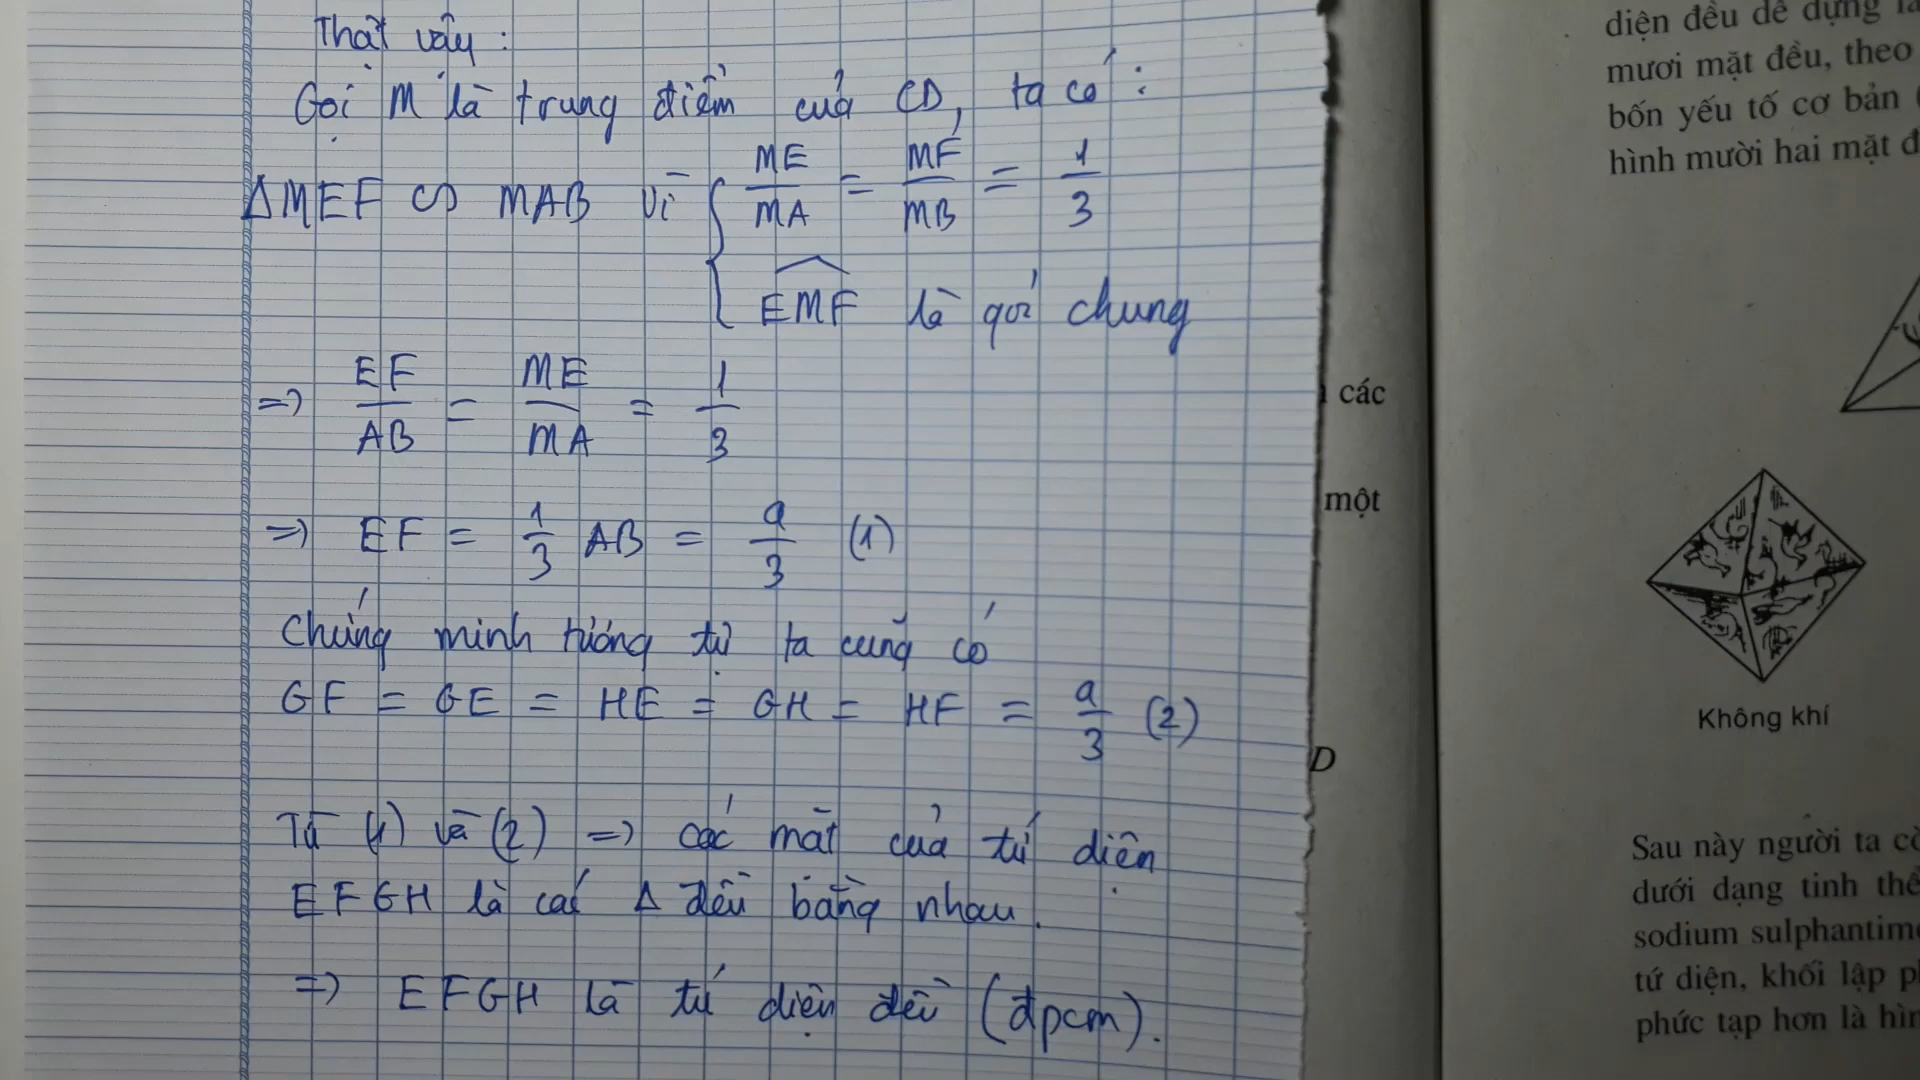 Thật vậy :
Gọi M là trung điểm của CD, ta có :
ΔMEF ∽ MAB vì { ME/MA = MF/MB = 1/3
EMF là góc chung
=> EF/AB = ME/MA = 1/3
=> EF = 1/3 AB = a/3 (1)
Chứng minh tương tự ta cũng có
GF = GE = HE = GH = HF = a/3 (2)
Từ (1) và (2) => các mặt của tứ diện
EFGH là các Δ đều bằng nhau.
=> EFGH là tứ diện đều (đpcm).
các
một
D
diện đều dễ dựng
mươi mặt đều, theo
bốn yếu tố cơ bản (
hình mười hai mặt đ
Không khí
Sau này người ta
dưới dạng tinh thể
sodium sulphantim
tứ diện, khối lập
phức tạp hơn là